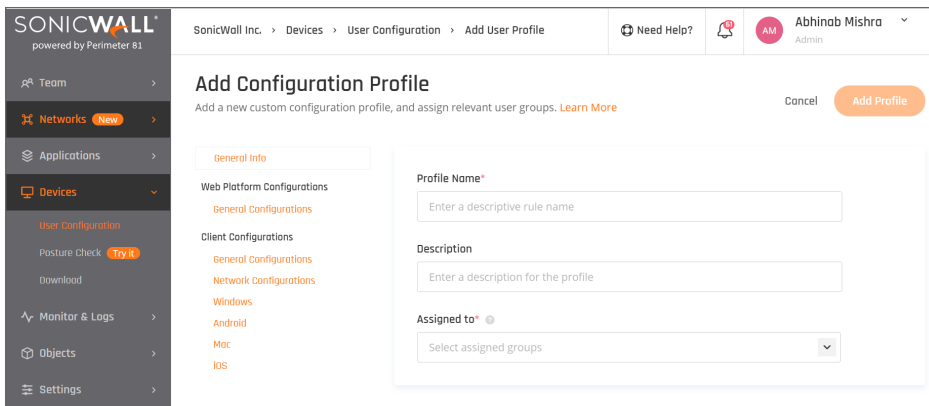 SONICWALL
powered by Perimeter 81
SonicWall Inc. > Devices > User Configuration > Add User Profile
Need Help?
61
AM
Abhinab Mishra
Admin
Team
Networks New
Applications
Devices
User Configuration
Posture Check Try it
Download
Monitor & Logs
Objects
Settings
Add Configuration Profile
Add a new custom configuration profile, and assign relevant user groups. Learn More
Cancel
Add Profile
General Info
Web Platform Configurations
General Configurations
Client Configurations
General Configurations
Network Configurations
Windows
Android
Mac
iOS
Profile Name*
Enter a descriptive rule name
Description
Enter a description for the profile
Assigned to* ?
Select assigned groups